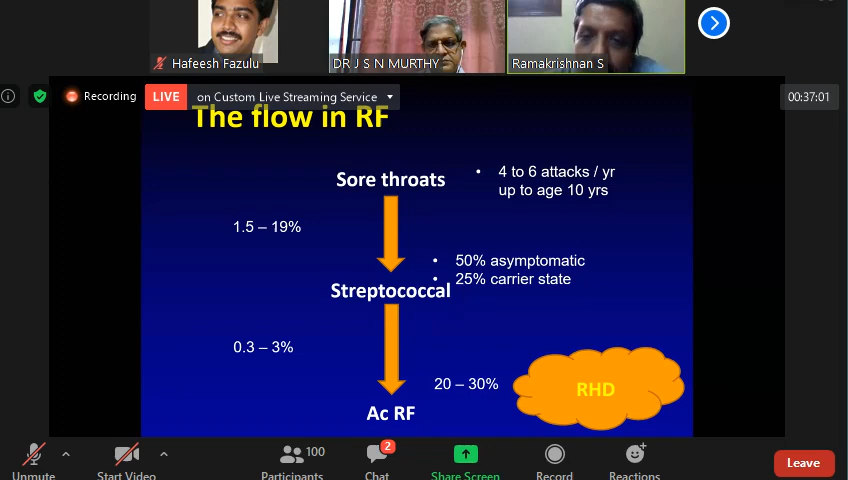 Hafeesh Fazulu
DR J S N MURTHY
Ramakrishnan S
Recording
LIVE
on Custom Live Streaming Service
00:37:01
The flow in RF
Sore throats
• 4 to 6 attacks / yr
up to age 10 yrs
1.5 – 19%
• 50% asymptomatic
• 25% carrier state
Streptococcal
0.3 – 3%
20 – 30%
RHD
Ac RF
Unmute
Start Video
100
Participants
2
Chat
Share Screen
Record
Reactions
Leave